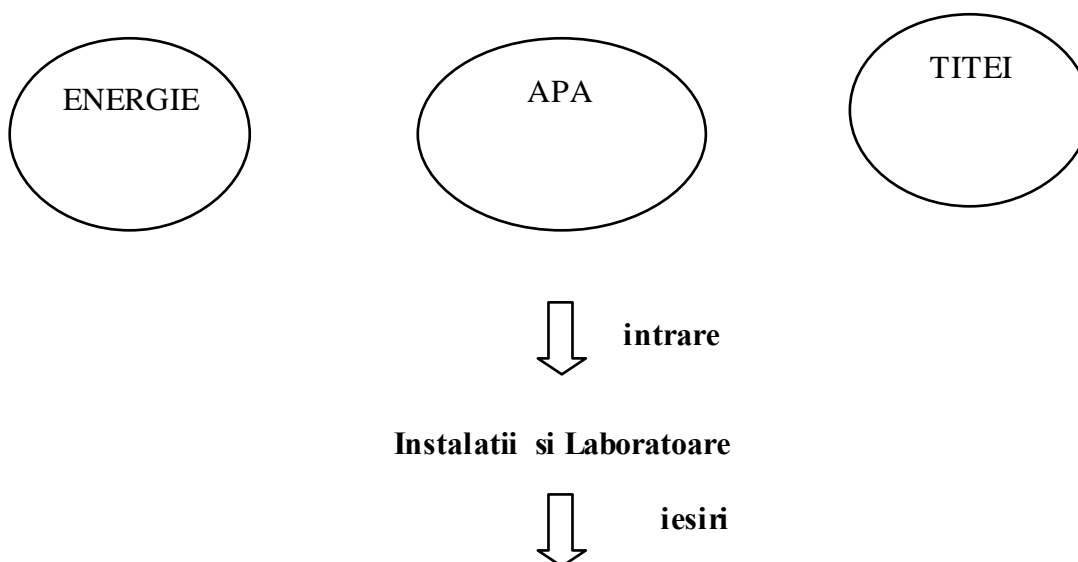 ENERGIE
APA
TITEI
intrare
Instalatii si Laboratoare
iesiri